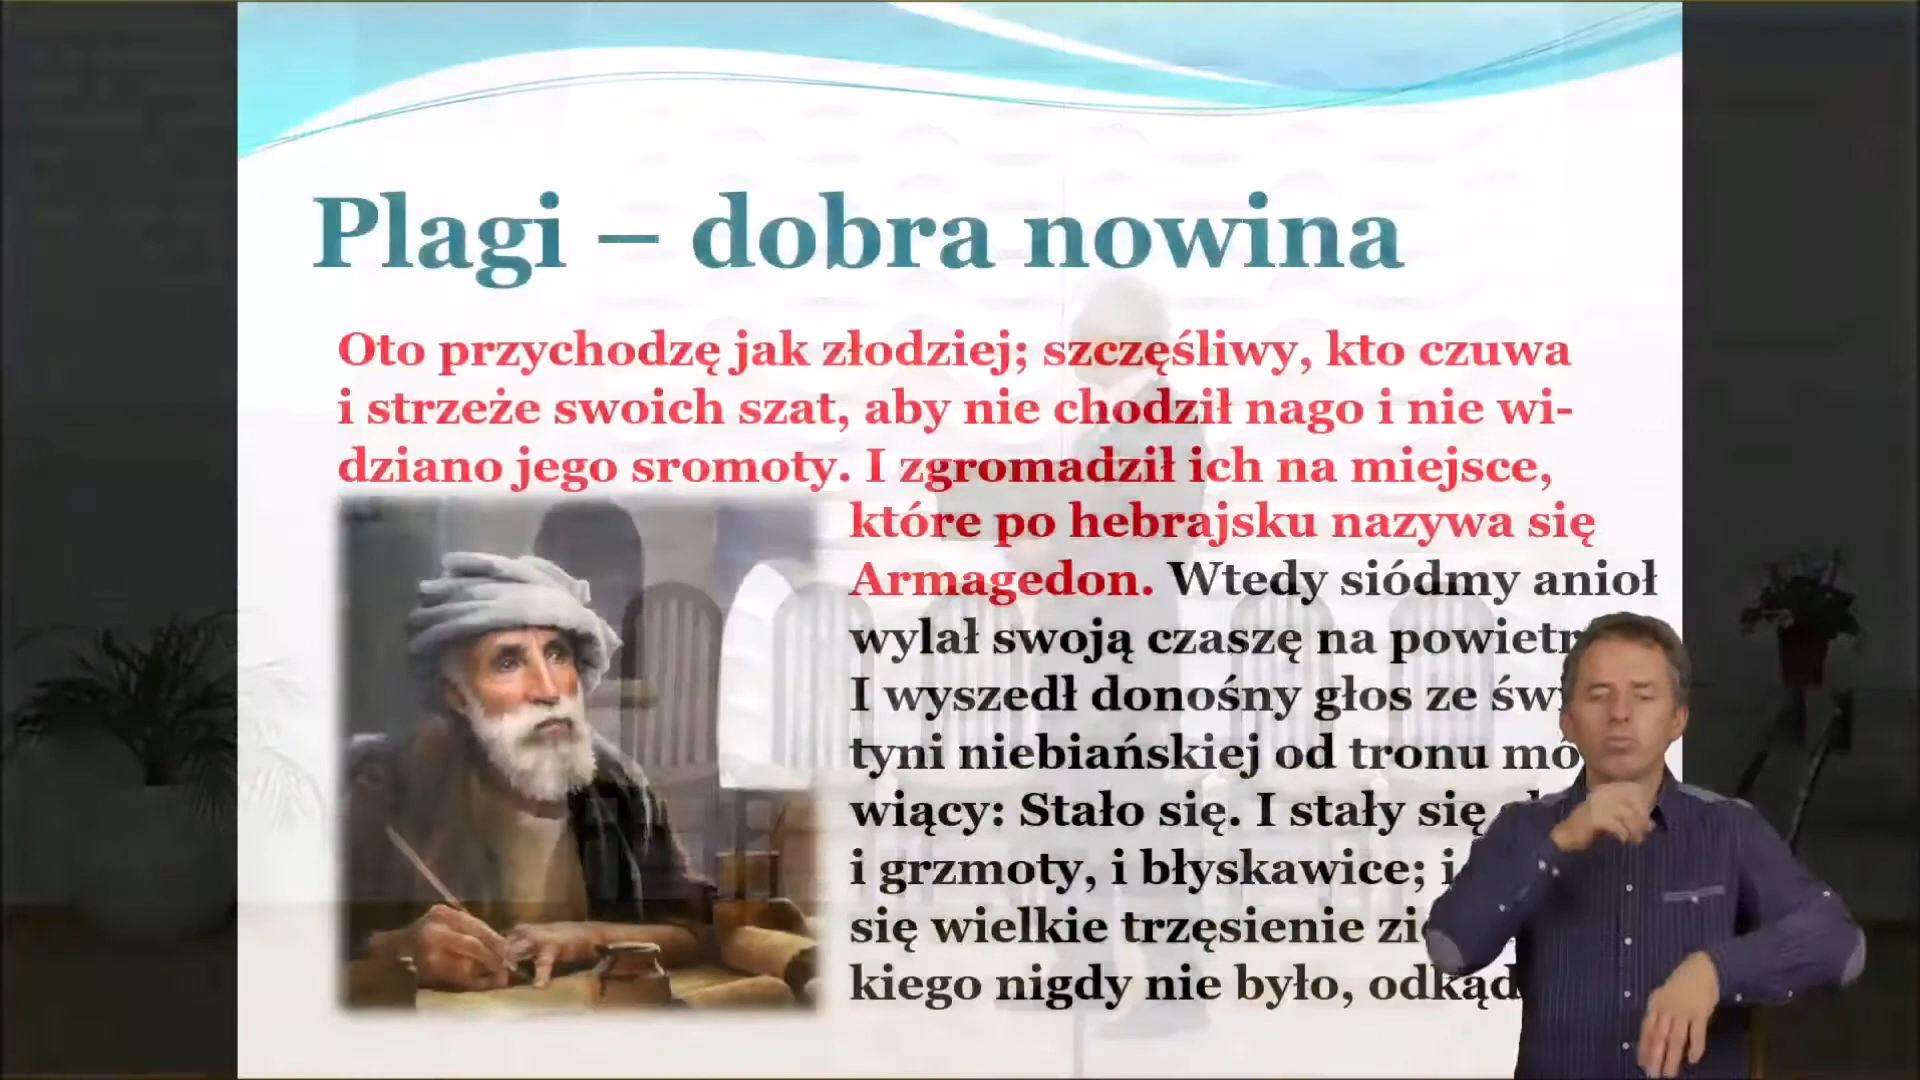 Plagi – dobra nowina
Oto przychodzę jak złodziej; szczęśliwy, kto czuwa
i strzeże swoich szat, aby nie chodził nago i nie wi-
dziano jego sromoty. I zgromadził ich na miejsce,
które po hebrajsku nazywa się
Armagedon. Wtedy siódmy anioł
wylał swoją czaszę na
I wyszedł donośny głos ze
tyni niebiańskiej od tronu mó
wiący: Stało się. I stały się
i grzmoty, i błyskawice; i
się wielkie trzęsienie
kiego nigdy nie było, odkąd